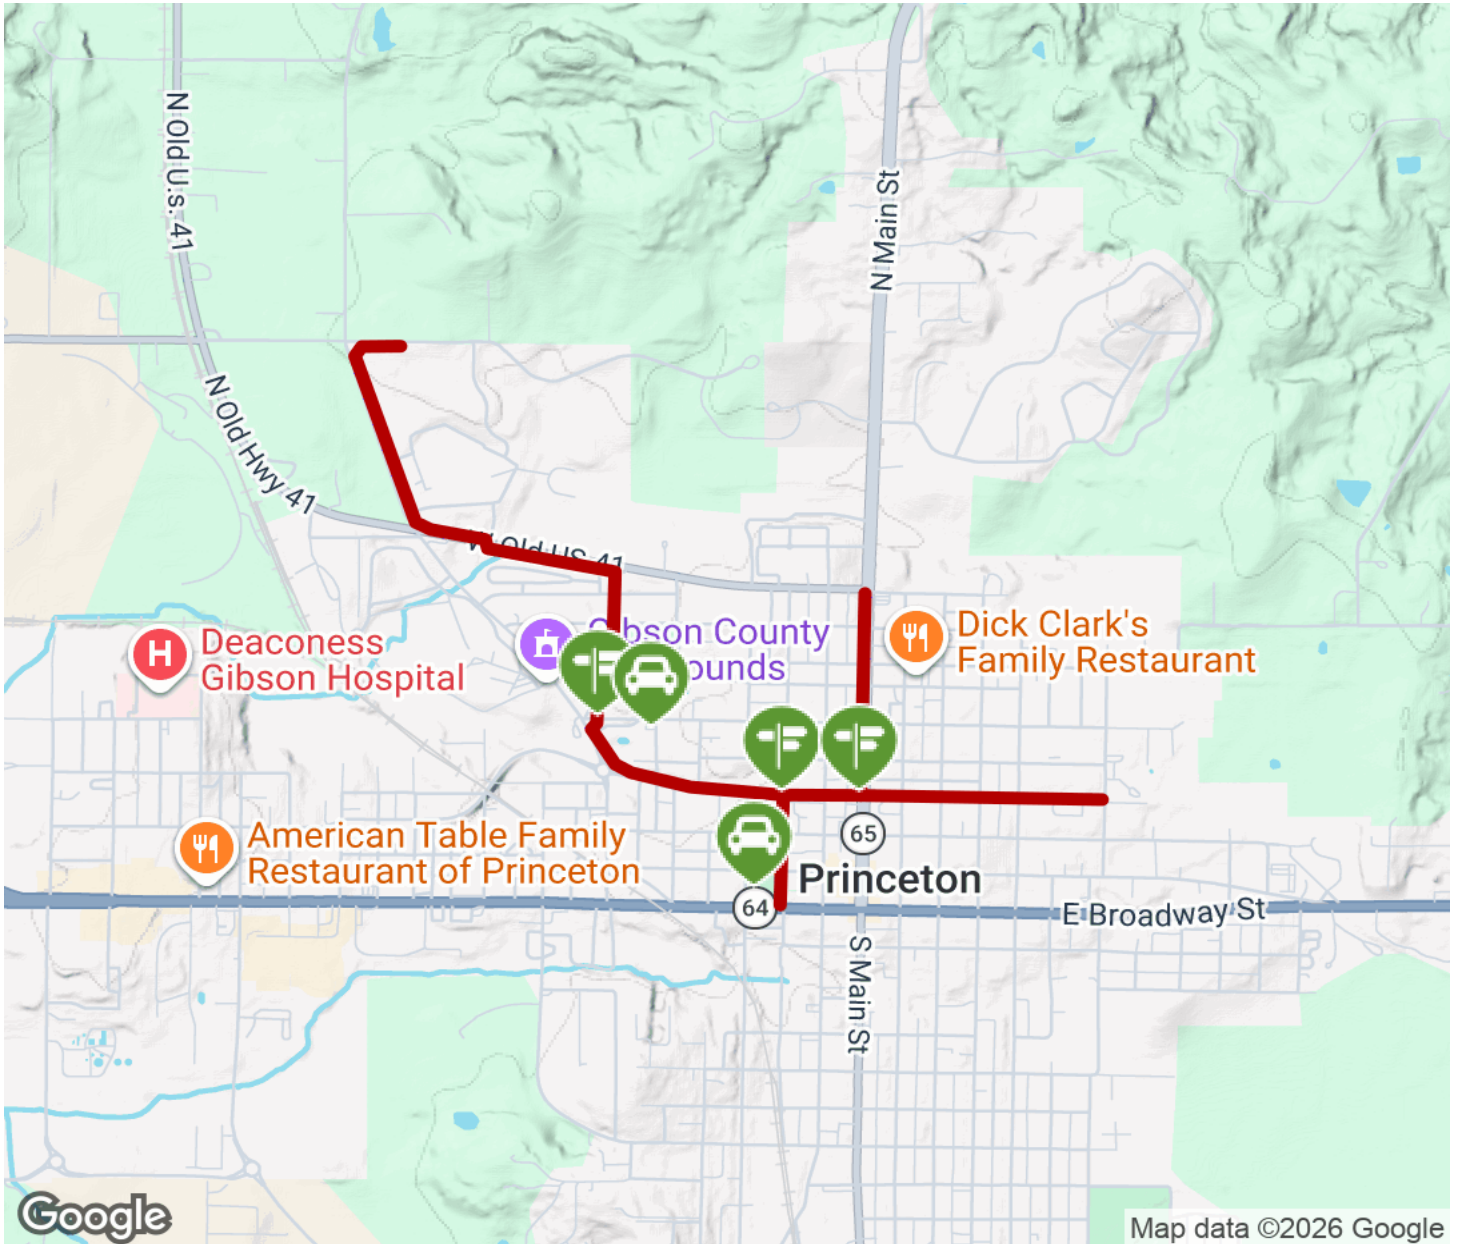 N Old U.s. 41
N Main St
N Old Hwy 41
W Old US 41
Gibson County
ounds
Dick Clark's
Family Restaurant
H
Deaconess
Gibson Hospital
65
American Table Family
Restaurant of Princeton
Princeton
64
E Broadway St
S Main St
Google
Map data ©2026 Google